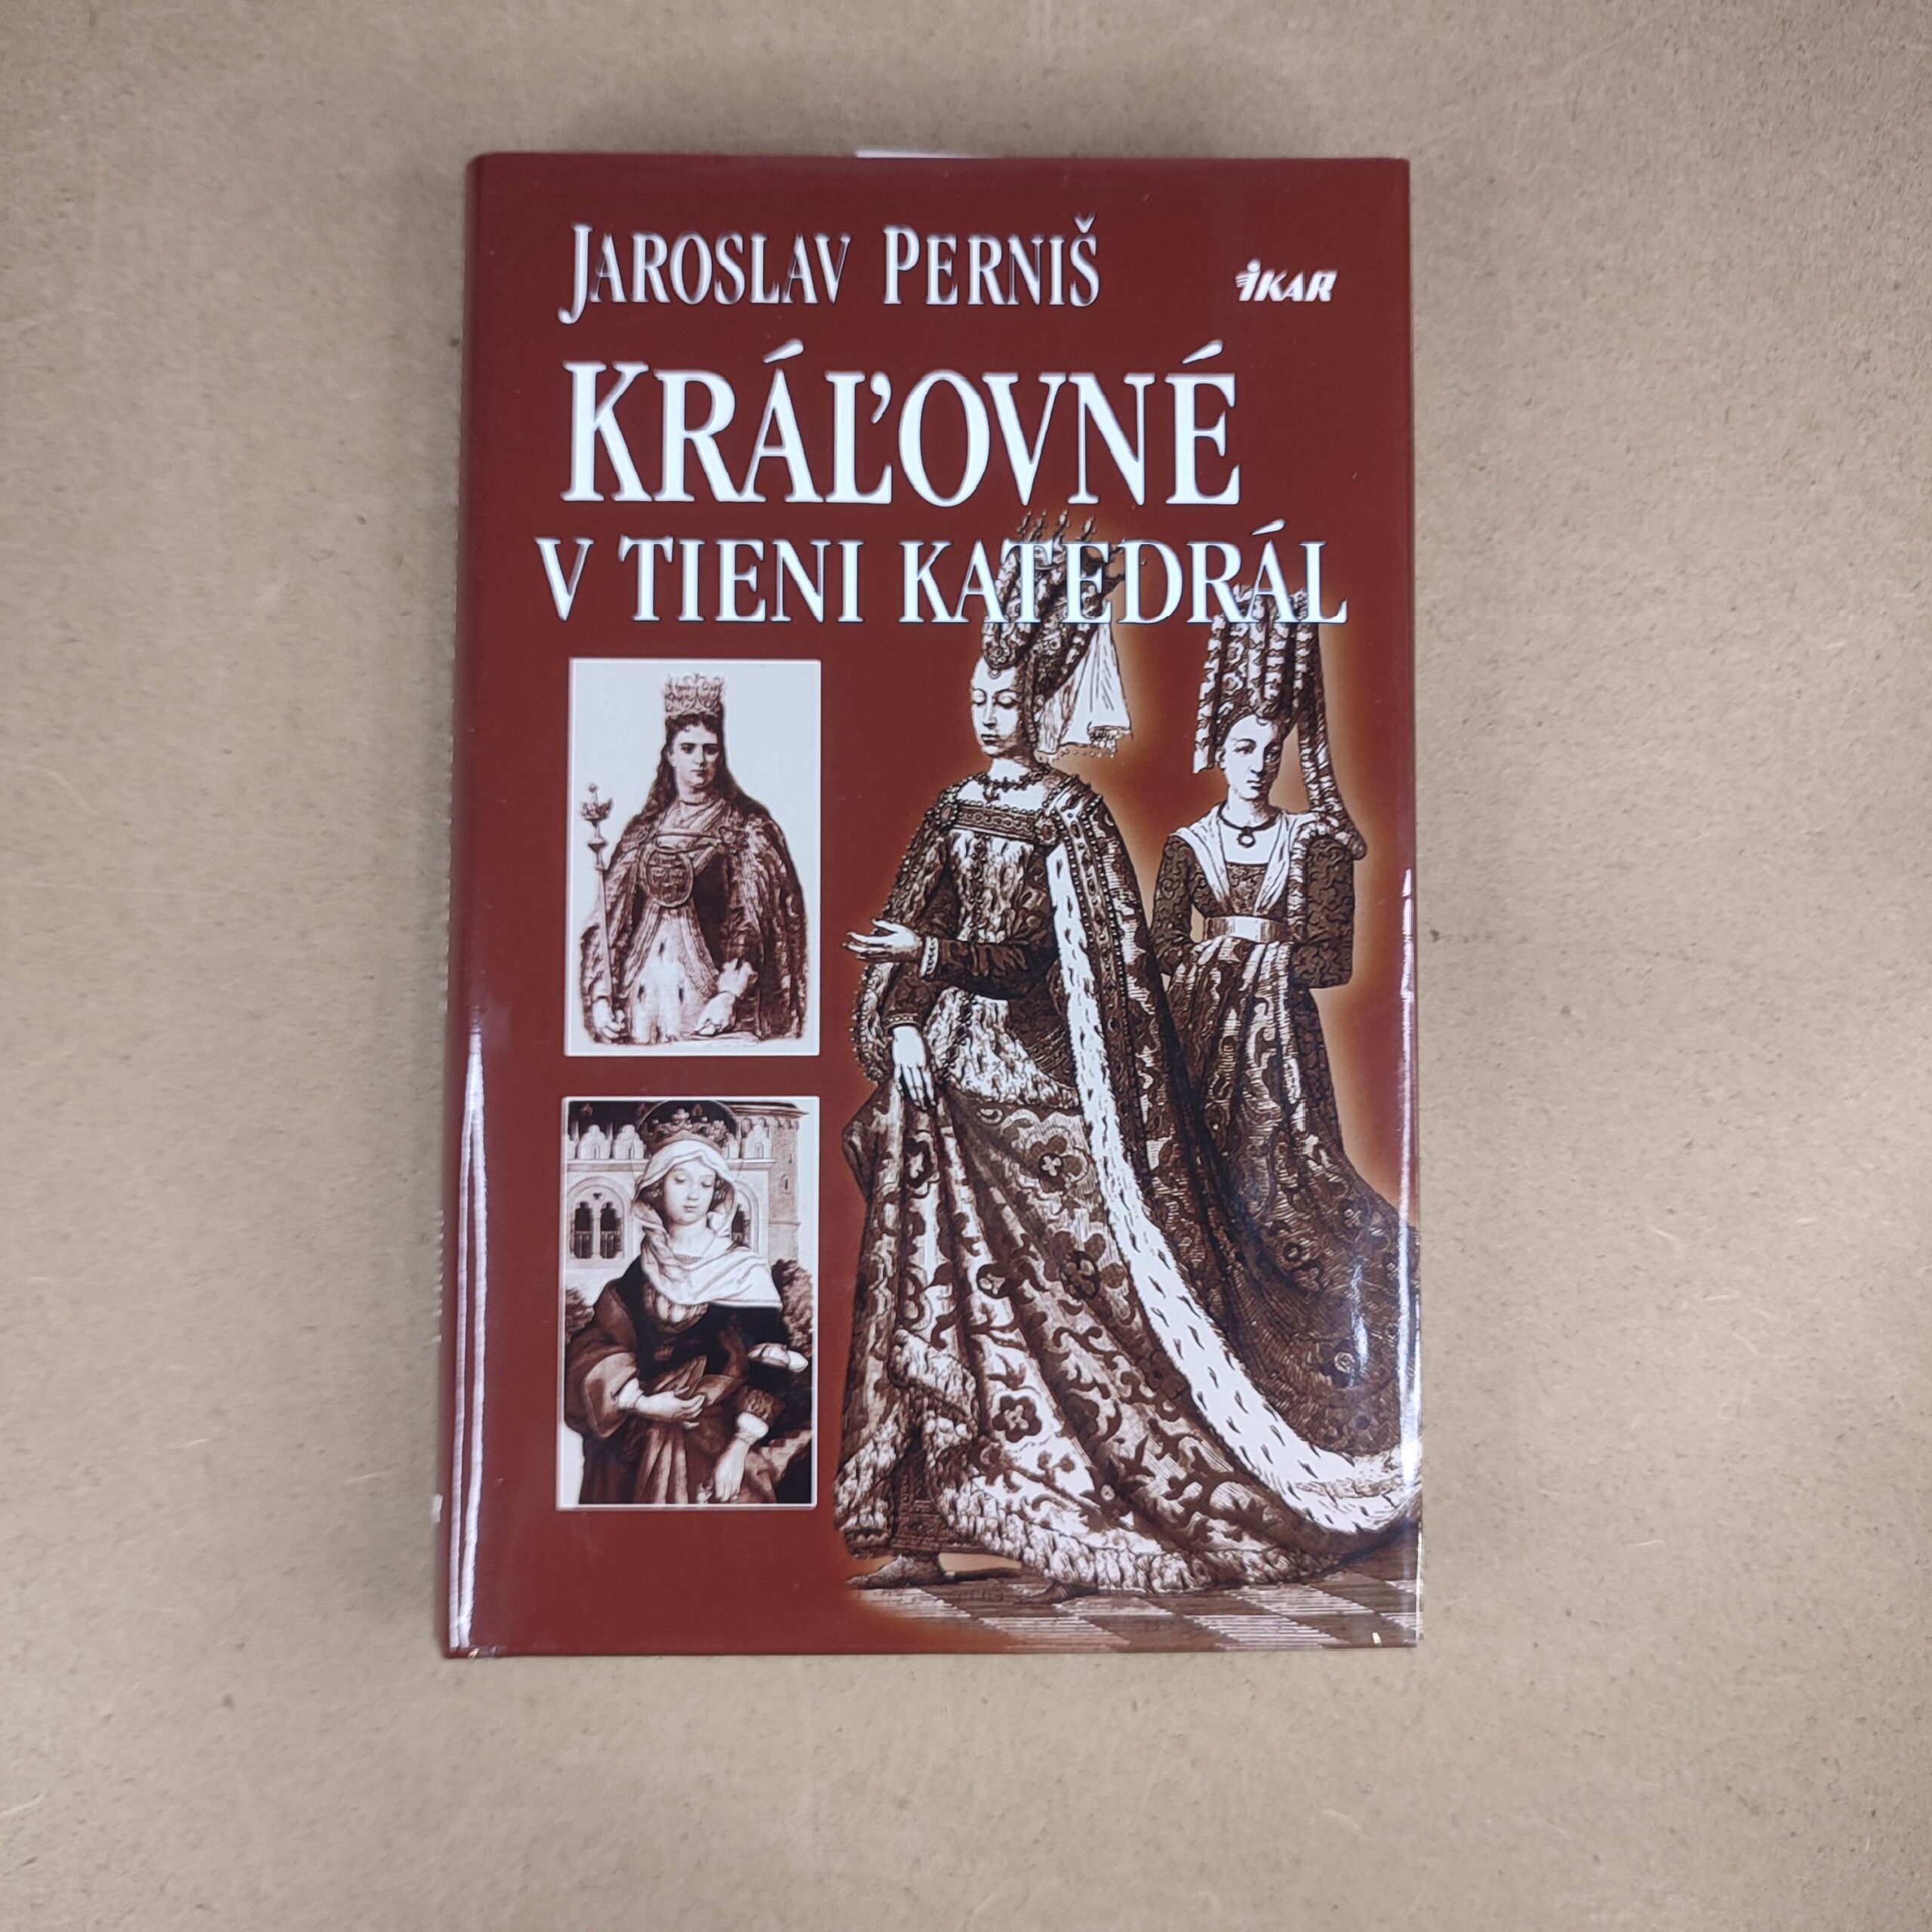 JAROSLAV PERNIŠ
IKAR
KRÁĽOVNÉ
V TIENI KATEDRÁL